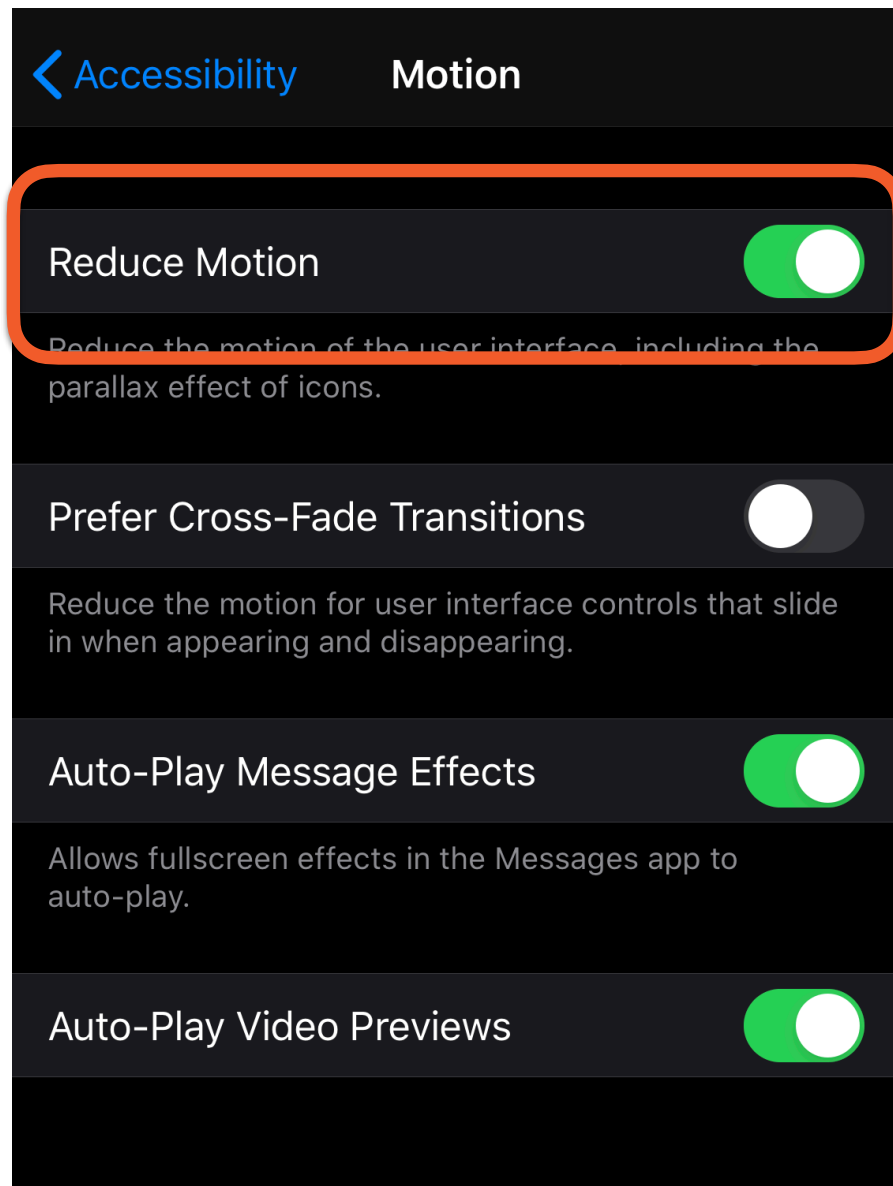 Accessibility Motion
Reduce Motion
Reduce the motion of the user interface, including the
parallax effect of icons.
Prefer Cross-Fade Transitions
Reduce the motion for user interface controls that slide
in when appearing and disappearing.
Auto-Play Message Effects
Allows fullscreen effects in the Messages app to
auto-play.
Auto-Play Video Previews